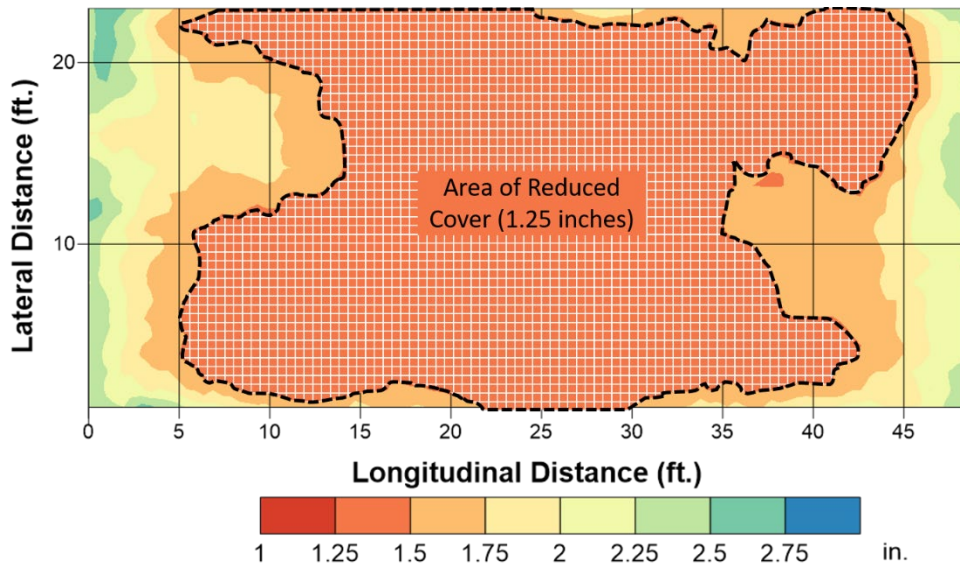 20
Area of Reduced
Cover (1.25 inches)
10
Lateral Distance (ft.)
0 5 10 15 20 25 30 35 40 45
Longitudinal Distance (ft.)
1 1.25 1.5 1.75 2 2.25 2.5 2.75 in.